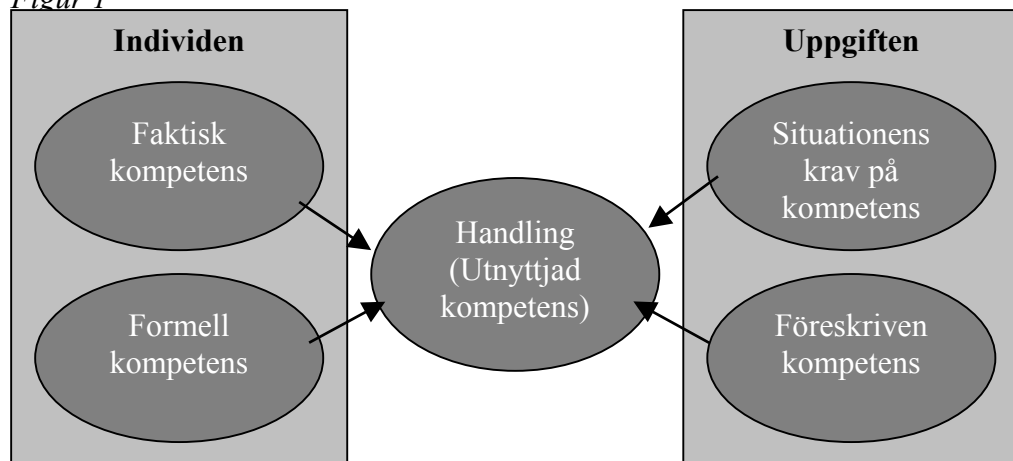 Figur 1
Individen
Uppgiften
Faktisk
kompetens
Situationens
krav på
kompetens
Handling
(Utnyttjad
kompetens)
Formell
kompetens
Föreskriven
kompetens